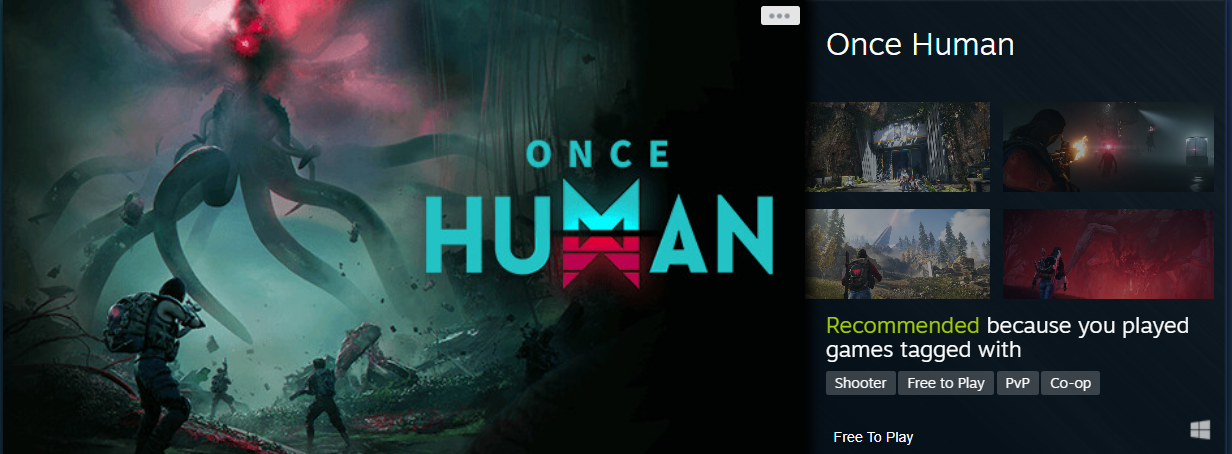 ONCE
HUMAN
Once Human
Recommended because you played
games tagged with
Shooter Free to Play PvP Co-op
Free To Play